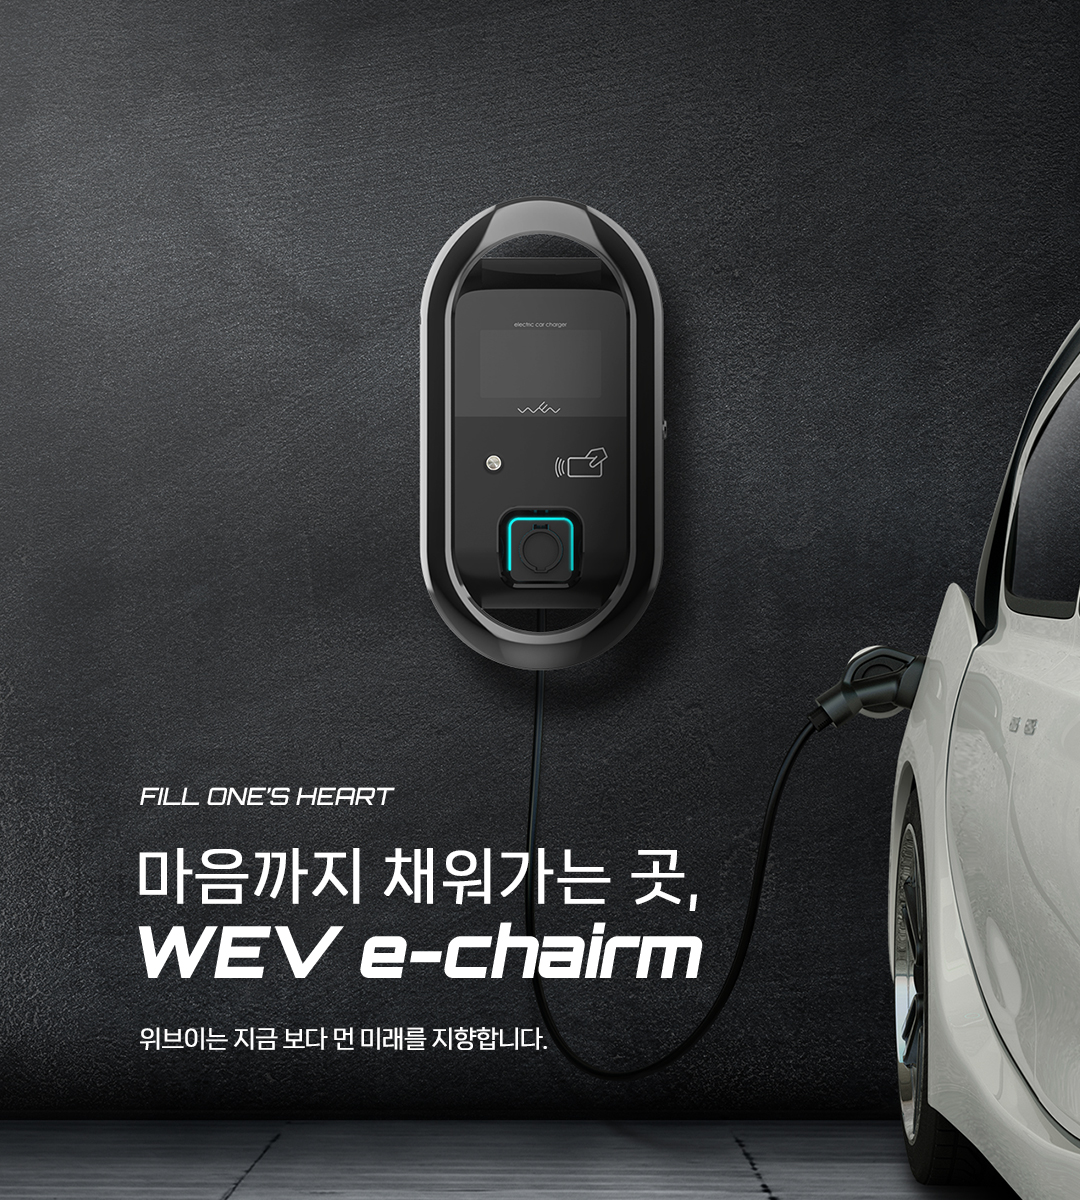 electric car charger
WEV
FILL ONE'S HEART
마음까지 채워가는 곳,
WEV e-chairm
위브이는 지금 보다 먼 미래를 지향합니다.